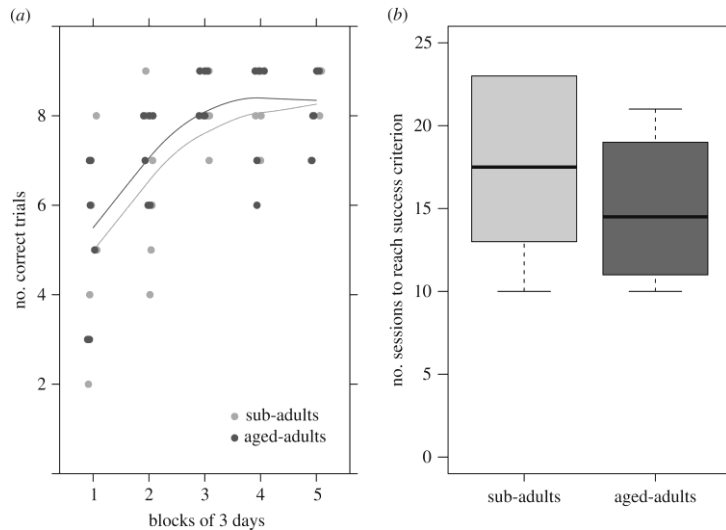 (a)
no. correct trials
8
6
4
2
sub-adults
aged-adults
1 2 3 4 5
blocks of 3 days
(b)
no. sessions to reach success criterion
25
20
15
10
5
0
sub-adults aged-adults